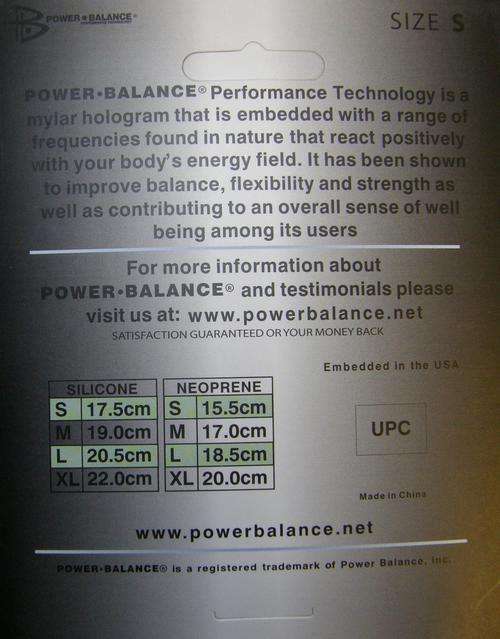 POWER•BALANCE®
SIZE S
POWER•BALANCE® Performance Technology is a
mylar hologram that is embedded with a range of
frequencies found in nature that react positively
with your body's energy field. It has been shown
to improve balance, flexibility and strength as
well as contributing to an overall sense of well
being among its users
For more information about
POWER•BALANCE® and testimonials please
visit us at: www.powerbalance.net
SATISFACTION GUARANTEED OR YOUR MONEY BACK
Embedded in the USA
SILICONE
S 17.5cm
M 19.0cm
L 20.5cm
XL 22.0cm
NEOPRENE
S 15.5cm
M 17.0cm
L 18.5cm
XL 20.0cm
UPC
Made in China
www.powerbalance.net
POWER•BALANCE® is a registered trademark of Power Balance, Inc.